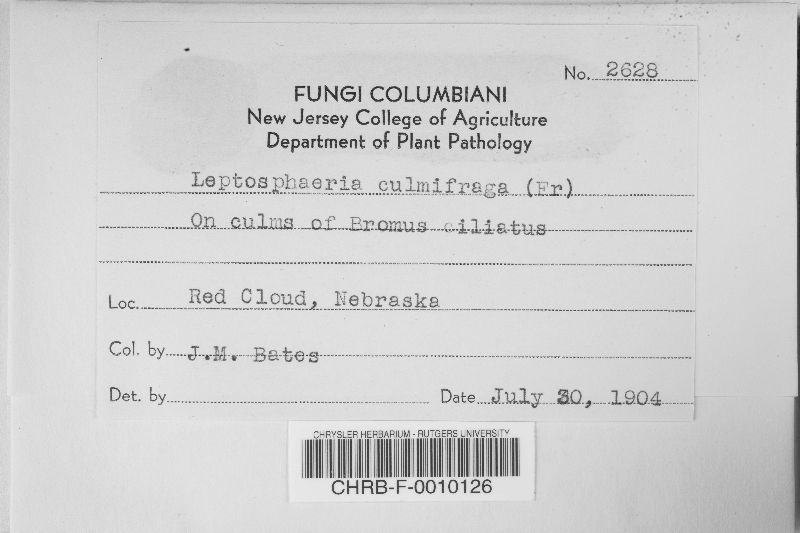 No. 2628
FUNGI COLUMBIANI
New Jersey College of Agriculture
Department of Plant Pathology
Leptosphaeria culmifraga (Fr)
On culms of Bromus ciliatus
Loc. Red Cloud, Nebraska
Col. by J.M. Bates
Det. by
Date July 30, 1904
CHRYSLER HERBARIUM - RUTGERS UNIVERSITY
CHRB-F-0010126